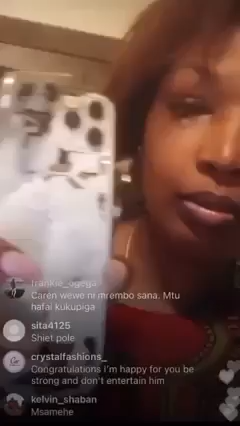 frankie_ogega
Caren wewe ni mrembo sana. Mtu
hafai kukupiga
sita4125
Shiet pole
crystalfashions_
Congratulations I'm happy for you be
strong and don't entertain him
kelvin_shaban
Msamehe